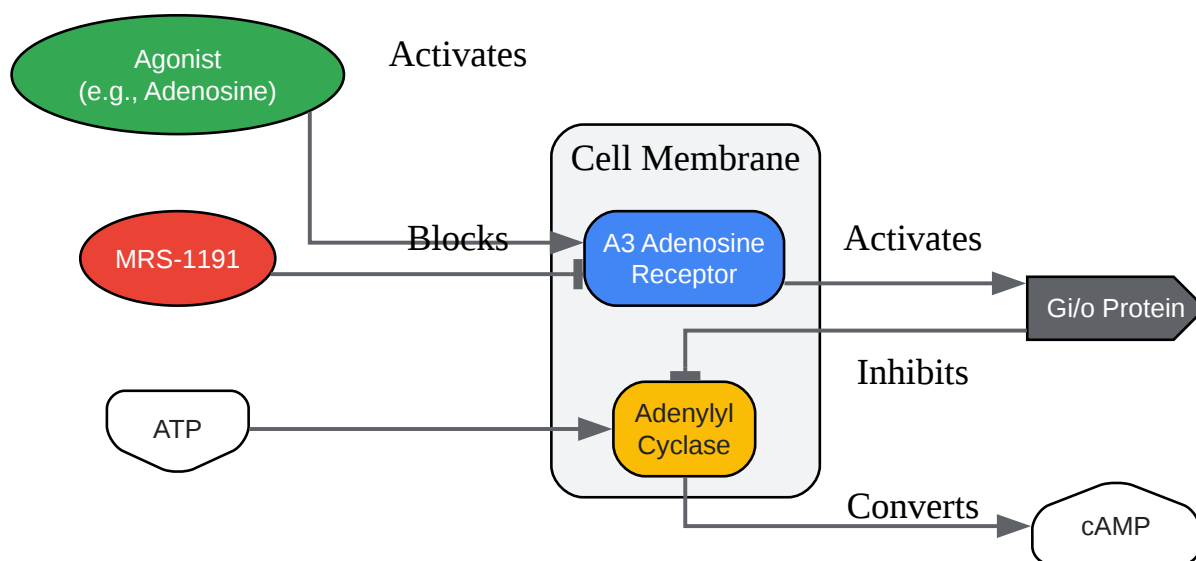 Agonist
(e.g., Adenosine)
Activates
Cell Membrane
MRS-1191
Blocks
A3 Adenosine
Receptor
Activates
Gi/o Protein
Inhibits
ATP
Adenylyl
Cyclase
Converts
cAMP